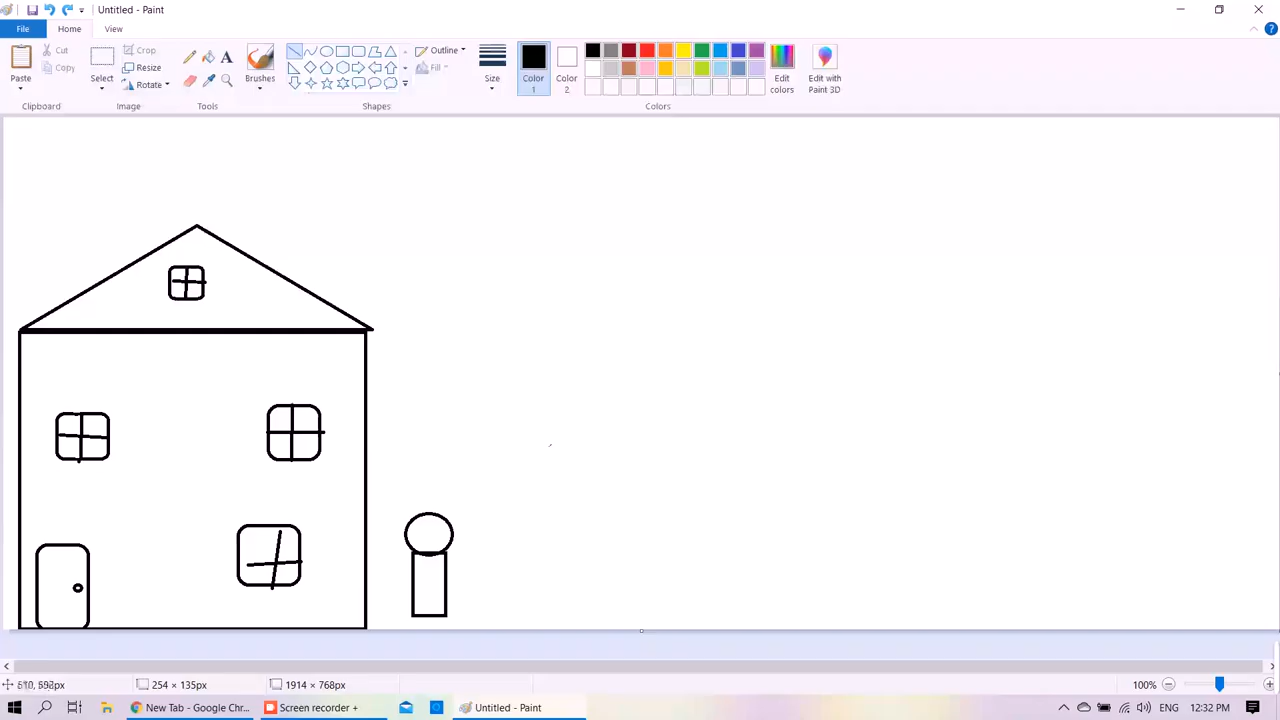 Untitled - Paint
File
Home
View
Paste
Cut
Copy
Clipboard
Select
Crop
Resize
Rotate
Image
A
Tools
Brushes
Outline
Fill
Shapes
Size
Color 1
Color 2
Edit colors
Edit with Paint 3D
Colors
254 × 135px
1914 × 768px
100%
New Tab - Google Chr...
Screen recorder +
Untitled - Paint
ENG
12:32 PM